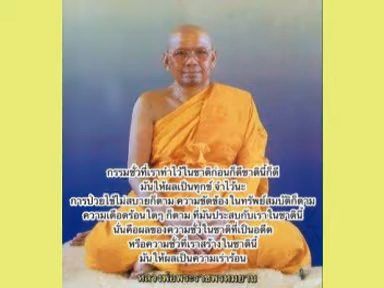 กรรมชั่วที่เราทำไว้ในชาติก่อนก็ดีชาตินี้ก็ดี
มันให้ผลเป็นทุกข์ จำไว้นะ
การป่วยไข้ไม่สบายก็ตาม ความขัดข้องในทรัพย์สมบัติก็ตาม
ความเดือดร้อนใดๆ ก็ตาม ที่มันประสบกับเราในชาตินี้
นั่นคือผลของความชั่วในชาติที่เป็นอดีต
หรือความชั่วที่เราสร้างในชาตินี้
มันให้ผลเป็นความเร่าร้อน
หลวงพ่อพระราชพรหมยาน